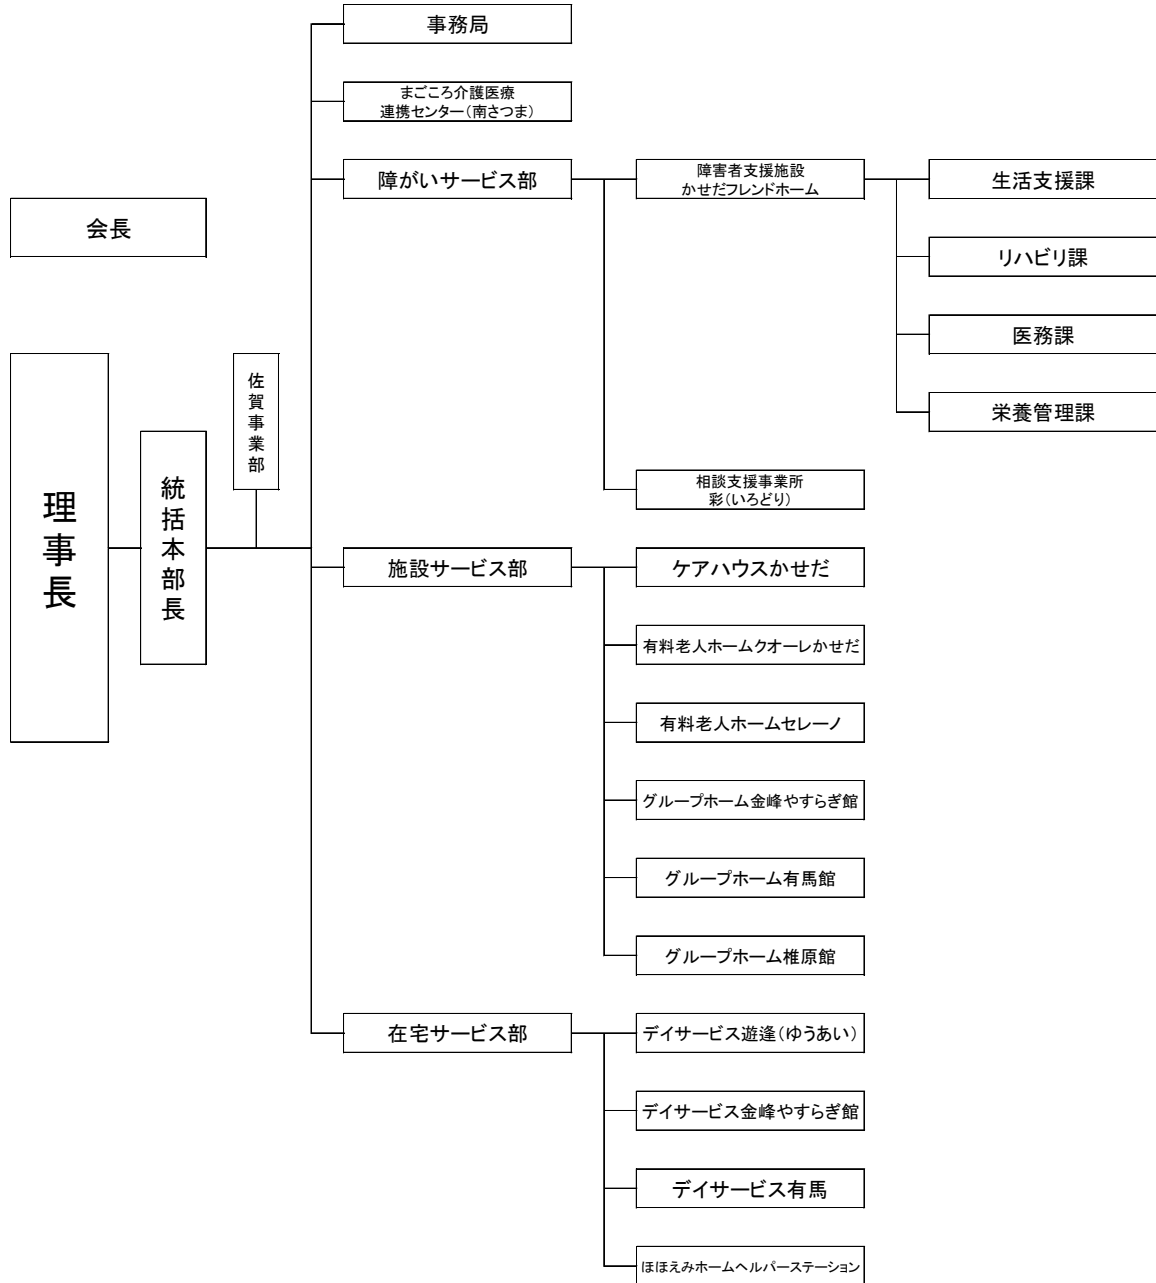 事務局
まごころ介護医療
連携センター(南さつま)
障がいサービス部
障害者支援施設
かせだフレンドホーム
生活支援課
会長
リハビリ課
医務課
佐賀事業部
栄養管理課
理事長
統括本部長
相談支援事業所
彩(いろどり)
施設サービス部
ケアハウスかせだ
有料老人ホームクオーレかせだ
有料老人ホームセレーノ
グループホーム金峰やすらぎ館
グループホーム有馬館
グループホーム椎原館
在宅サービス部
デイサービス遊逢(ゆうあい)
デイサービス金峰やすらぎ館
デイサービス有馬
ほほえみホームヘルパーステーション